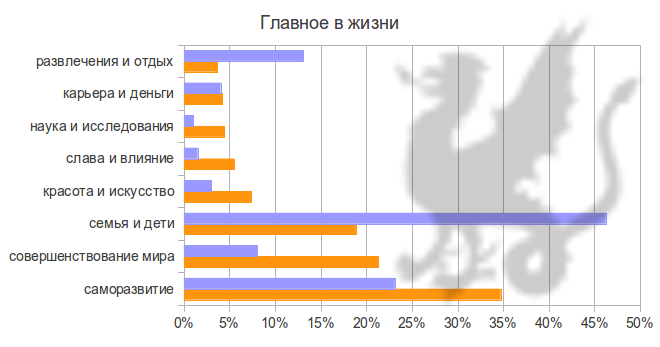 Главное в жизни
развлечения и отдых
карьера и деньги
наука и исследования
слава и влияние
красота и искусство
семья и дети
совершенствование мира
саморазвитие
0% 5% 10% 15% 20% 25% 30% 35% 40% 45% 50%